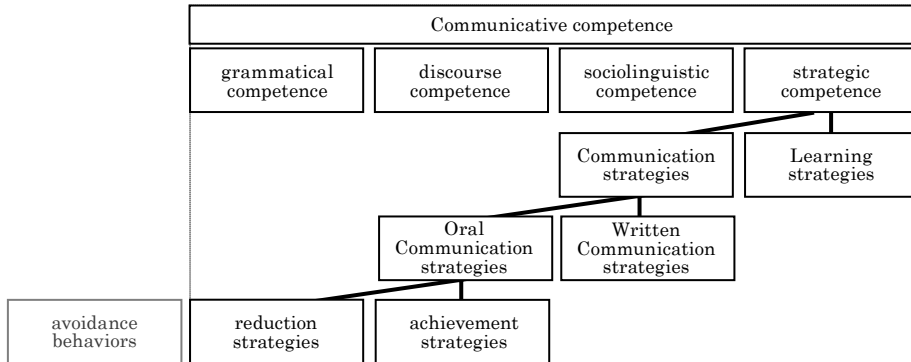 Communicative competence
grammatical
competence
discourse
competence
sociolinguistic
competence
strategic
competence
Communication
strategies
Learning
strategies
Oral
Communication
strategies
Written
Communication
strategies
avoidance
behaviors
reduction
strategies
achievement
strategies